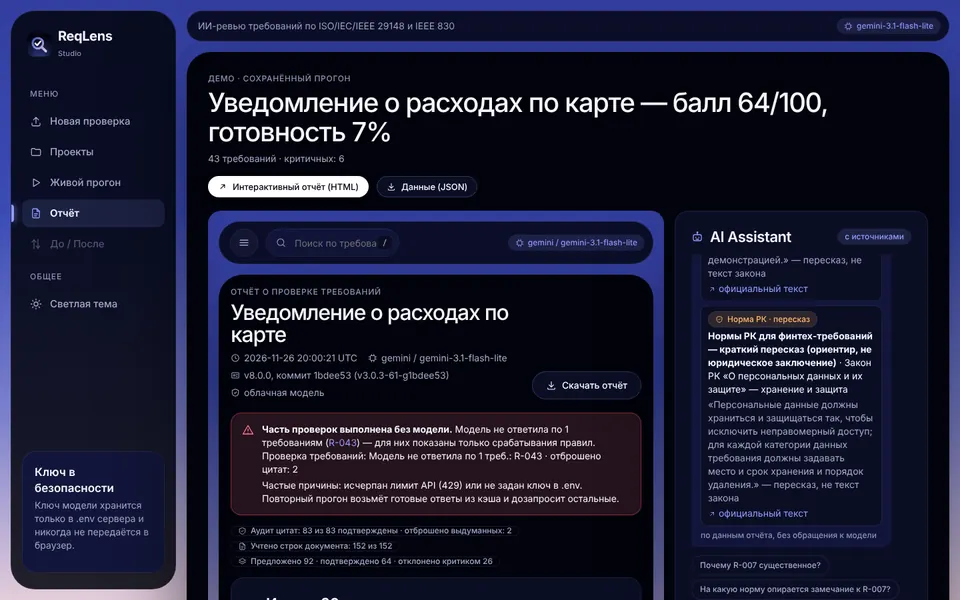 ReqLens
Studio
МЕНЮ
Новая проверка
Проекты
Живой прогон
Отчёт
До / После
ОБЩЕЕ
Светлая тема
Ключ в
безопасности
Ключ модели хранится
только в .env сервера и
никогда не передаётся в
браузер.
ИИ-ревью требований по ISO/IEC/IEEE 29148 и IEEE 830
gemini-3.1-flash-lite
ДЕМО · СОХРАНЁННЫЙ ПРОГОН
Уведомление о расходах по карте — балл 64/100,
готовность 7%
43 требований · критичных: 6
Интерактивный отчёт (HTML)
Данные (JSON)
Поиск по требова /
gemini / gemini-3.1-flash-lite
ОТЧЁТ О ПРОВЕРКЕ ТРЕБОВАНИЙ
Уведомление о расходах по
карте
2026-11-26 20:00:21 UTC gemini / gemini-3.1-flash-lite
v8.0.0, коммит 1bdee53 (v3.0.3-61-g1bdee53)
облачная модель
Скачать отчёт
Часть проверок выполнена без модели. Модель не ответила по 1
требованиям (R-043) — для них показаны только срабатывания правил.
Проверка требований: Модель не ответила по 1 треб.: R-043 · отброшено
цитат: 2
Частые причины: исчерпан лимит API (429) или не задан ключ в .env.
Повторный прогон возьмёт готовые ответы из кэша и дозапросит остальные.
Аудит цитат: 83 из 83 подтверждены · отброшено выдуманных: 2
Учтено строк документа: 152 из 152
Предложено 92 · подтверждено 64 · отклонено критиком 26
AI Assistant
с источниками
демонстрацией.» — пересказ, не
текст закона
официальный текст
Норма РК · пересказ
Нормы РК для финтех-требований
— краткий пересказ (ориентир, не
юридическое заключение) · Закон
РК «О персональных данных и их
защите» — хранение и защита
«Персональные данные должны
храниться и защищаться так, чтобы
исключить неправомерный доступ;
для каждой категории данных
требования должны задавать
место и срок хранения и порядок
удаления.» — пересказ, не текст
закона
официальный текст
по данным отчёта, без обращения к модели
Почему R-007 существенное?
На какую норму опирается замечание к R-007?